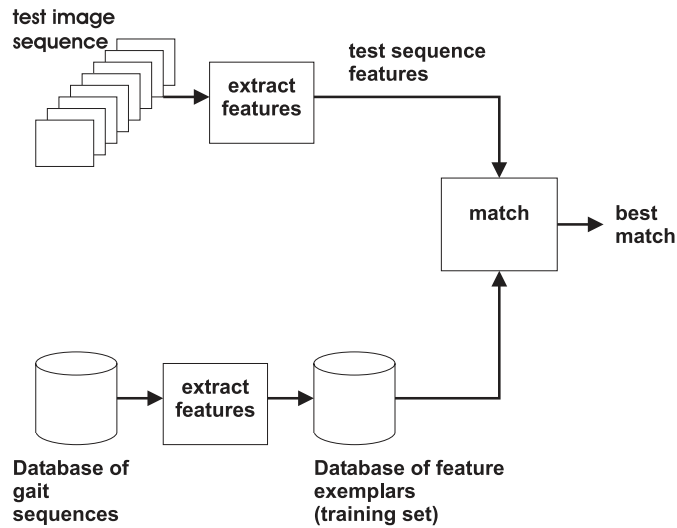 test image
sequence
extract
features
test sequence
features
match
best
match
extract
features
Database of
gait
sequences
Database of feature
exemplars
(training set)